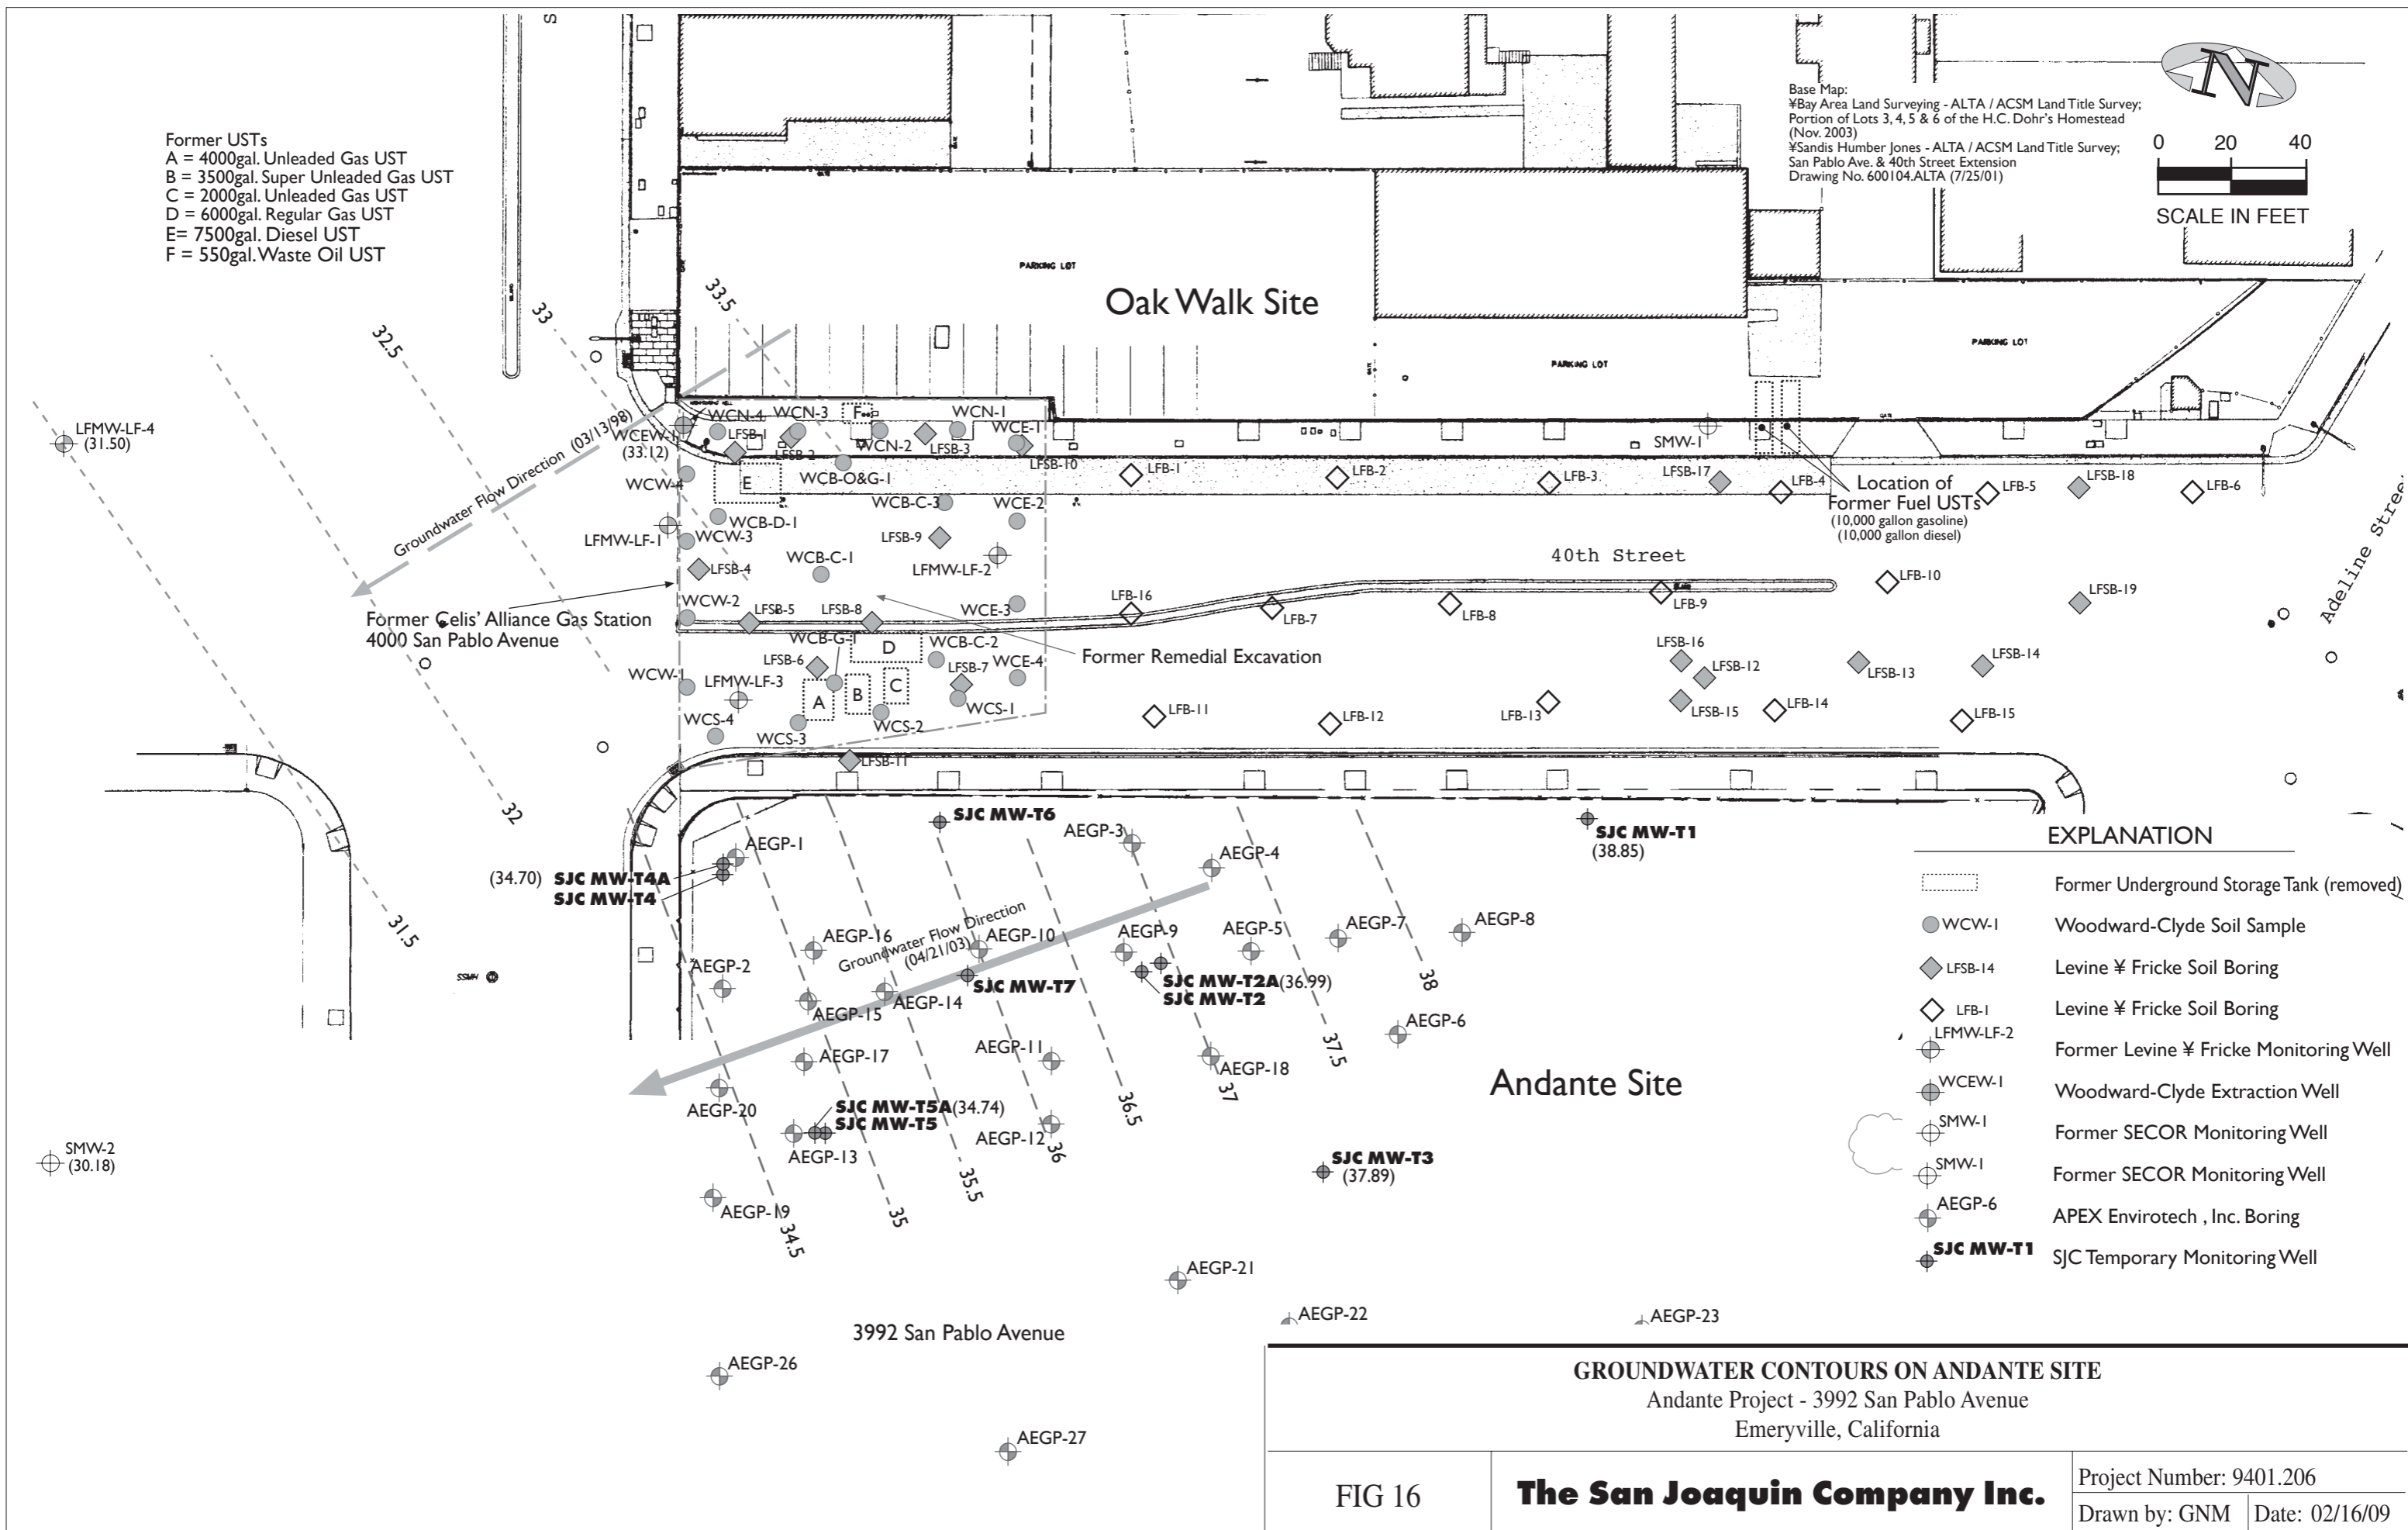 S
Former USTs
A = 4000gal. Unleaded Gas UST
B = 3500gal. Super Unleaded Gas UST
C = 2000gal. Unleaded Gas UST
D = 6000gal. Regular Gas UST
E= 7500gal. Diesel UST
F = 550gal. Waste Oil UST
N
Base Map:
¥Bay Area Land Surveying - ALTA / ACSM Land Title Survey;
Portion of Lots 3, 4, 5 & 6 of the H.C. Dohr's Homestead
(Nov. 2003)
¥Sandis Humber Jones - ALTA / ACSM Land Title Survey;
San Pablo Ave. & 40th Street Extension
Drawing No. 600104.ALTA (7/25/01)
0 20 40
SCALE IN FEET
PARKING LOT
Oak Walk Site
PARKING LOT
PARKING LOT
33.5
33
32.5
32
31.5
LFMW-LF-4
(31.50)
Groundwater Flow Direction (03/13/98)
WCEW-1
(33.12)
WCN-4
WCN-3
F
WCN-1
WCE-1
LFSB-1
LFSB-2
WCN-2
LFSB-3
LFSB-10
SMW-1
WCW-4
E
WCB-O&G-1
LFB-1
LFB-2
LFB-3
LFSB-17
LFB-4
Location of
Former Fuel USTs
(10,000 gallon gasoline)
(10,000 gallon diesel)
LFB-5
LFSB-18
LFB-6
WCB-C-3
WCE-2
WCB-D-1
LFMW-LF-1
WCW-3
LFSB-9
LFMW-LF-2
WCB-C-1
LFSB-4
40th Street
Adeline Street
LFB-10
LFSB-19
Former Celis' Alliance Gas Station
4000 San Pablo Avenue
WCW-2
LFSB-5
LFSB-8
WCE-3
LFB-16
LFB-7
LFB-8
LFB-9
WCB-G-1
D
WCB-C-2
LFSB-6
LFSB-7
WCE-4
Former Remedial Excavation
LFSB-16
LFSB-12
LFSB-13
LFSB-14
WCW-1
LFMW-LF-3
A
B
C
WCS-1
WCS-4
WCS-3
WCS-2
LFB-11
LFB-12
LFB-13
LFSB-15
LFB-14
LFB-15
LFSB-11
SJC MW-T6
AEGP-3
AEGP-4
SJC MW-T1
(38.85)
AEGP-1
(34.70) SJC MW-T4A
SJC MW-T4
AEGP-16
Groundwater Flow Direction
(04/21/03)
AEGP-10
AEGP-9
AEGP-5
AEGP-7
AEGP-8
AEGP-2
SSMH
SJC MW-T7
SJC MW-T2A (36.99)
SJC MW-T2
38
AEGP-15
AEGP-14
AEGP-6
37.5
AEGP-17
AEGP-11
AEGP-18
37
36.5
AEGP-20
SJC MW-T5A (34.74)
SJC MW-T5
AEGP-12
36
AEGP-13
35.5
35
34.5
AEGP-19
Andante Site
SJC MW-T3
(37.89)
SMW-2
(30.18)
AEGP-21
AEGP-22
AEGP-23
3992 San Pablo Avenue
AEGP-26
AEGP-27
EXPLANATION
Former Underground Storage Tank (removed)
WCW-1 Woodward-Clyde Soil Sample
LFSB-14 Levine ¥ Fricke Soil Boring
LFB-1 Levine ¥ Fricke Soil Boring
LFMW-LF-2 Former Levine ¥ Fricke Monitoring Well
WCEW-1 Woodward-Clyde Extraction Well
SMW-1 Former SECOR Monitoring Well
SMW-1 Former SECOR Monitoring Well
AEGP-6 APEX Envirotech , Inc. Boring
SJC MW-T1 SJC Temporary Monitoring Well
GROUNDWATER CONTOURS ON ANDANTE SITE
Andante Project - 3992 San Pablo Avenue
Emeryville, California
FIG 16
The San Joaquin Company Inc.
Project Number: 9401.206
Drawn by: GNM Date: 02/16/09